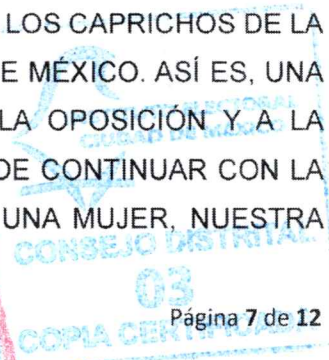 LOS CAPRICHOS DE LA
E MÉXICO. ASÍ ES, UNA
LA OPOSICIÓN Y A LA
DE CONTINUAR CON LA
UNA MUJER, NUESTRA
CONSEJO DISTRITAL
03
Página 7 de 12
COPIA CERTIFICADA